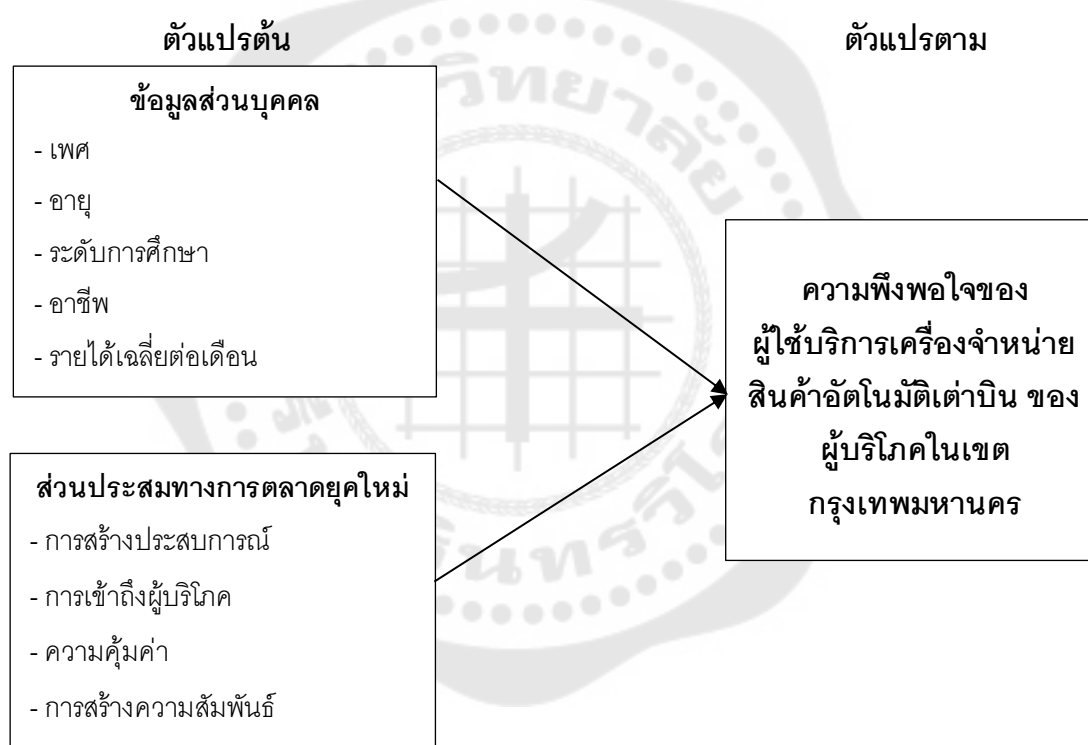 ตัวแปรต้น
ตัวแปรตาม
ข้อมูลส่วนบุคคล
- เพศ
- อายุ
- ระดับการศึกษา
- อาชีพ
- รายได้เฉลี่ยต่อเดือน
ส่วนประสมทางการตลาดยุคใหม่
- การสร้างประสบการณ์
- การเข้าถึงผู้บริโภค
- ความคุ้มค่า
- การสร้างความสัมพันธ์
ความพึงพอใจของ
ผู้ใช้บริการเครื่องจำหน่าย
สินค้าอัตโนมัติเต่าบิน ของ
ผู้บริโภคในเขต
กรุงเทพมหานคร